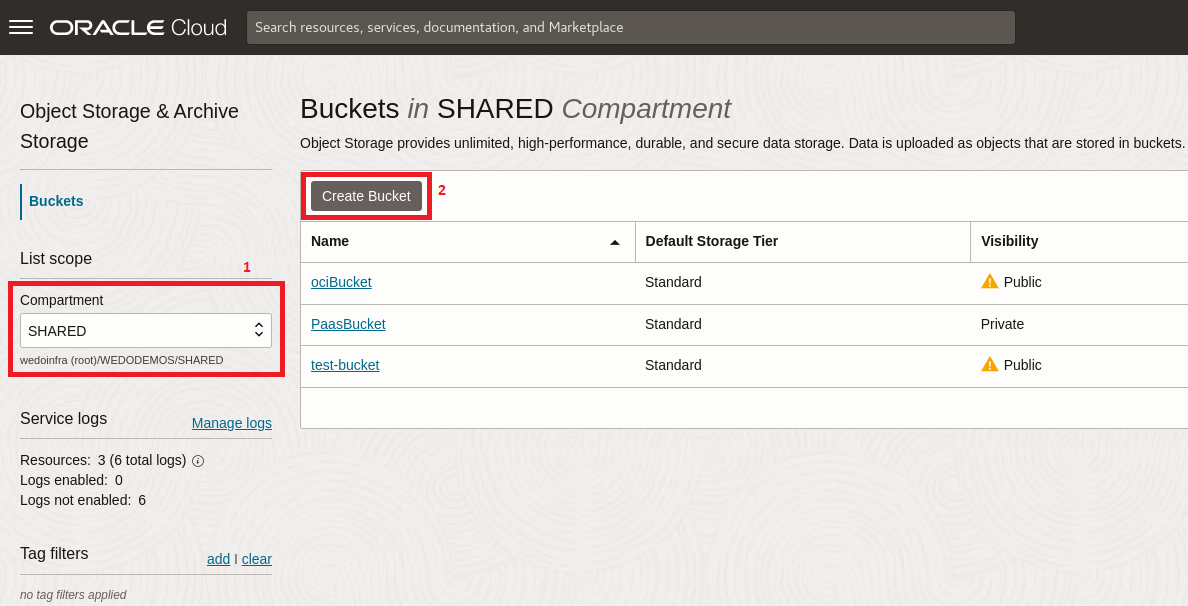 ORACLE Cloud
Search resources, services, documentation, and Marketplace
Object Storage & Archive
Storage
Buckets
List scope
1
Compartment
SHARED
wedoinfra (root)/WEDODEMOS/SHARED
Service logs
Manage logs
Resources: 3 (6 total logs)
Logs enabled: 0
Logs not enabled: 6
Tag filters
add | clear
no tag filters applied
Buckets in SHARED Compartment
Object Storage provides unlimited, high-performance, durable, and secure data storage. Data is uploaded as objects that are stored in buckets.
Create Bucket
2
Name Default Storage Tier Visibility
ociBucket Standard Public
PaasBucket Standard Private
test-bucket Standard Public